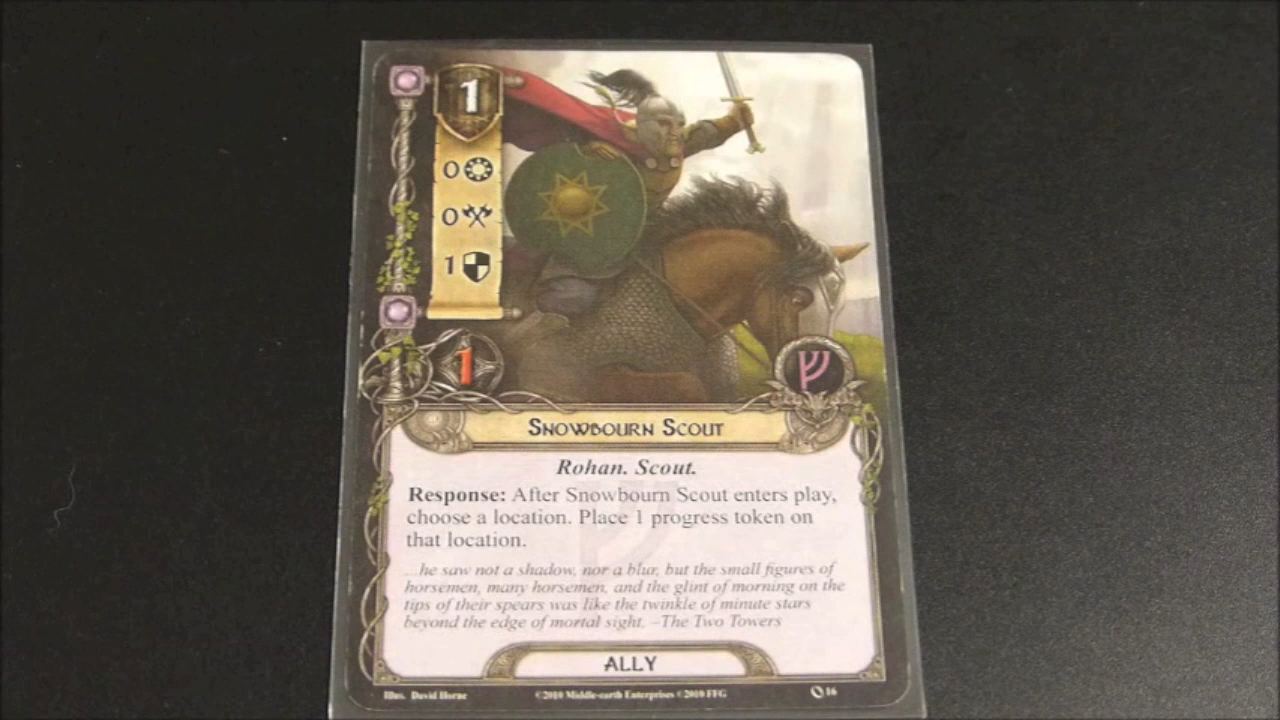 1
0
0
1
1
SNOWBOURN SCOUT
Rohan. Scout.
Response: After Snowbourn Scout enters play,
choose a location. Place 1 progress token on
that location.
...he saw not a shadow, nor a blur, but the small figures of
horsemen, many horsemen, and the glint of morning on the
tips of their spears was like the twinkle of minute stars
beyond the edge of mortal sight. –The Two Towers
ALLY
Illus. David Horne ©2010 Middle-earth Enterprises ©2010 FFG 16